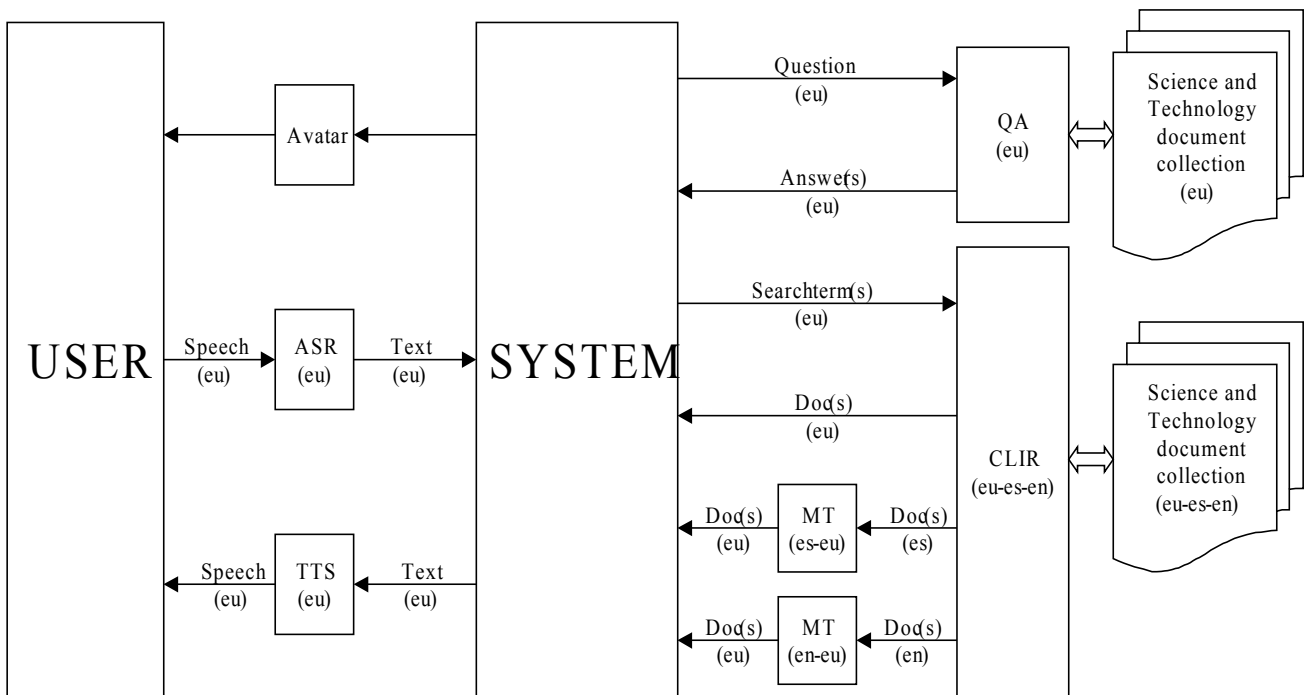 Question
(eu)
Science and
Technology
document
collection
(eu)
Avatar
QA
(eu)
Answer(s)
(eu)
Searchterm(s)
(eu)
USER
Speech
(eu)
ASR
(eu)
Text
(eu)
SYSTEM
Doc(s)
(eu)
Science and
Technology
document
collection
(eu-es-en)
CLIR
(eu-es-en)
Doc(s)
(eu)
MT
(es-eu)
Doc(s)
(es)
Speech
(eu)
TTS
(eu)
Text
(eu)
Doc(s)
(eu)
MT
(en-eu)
Doc(s)
(en)